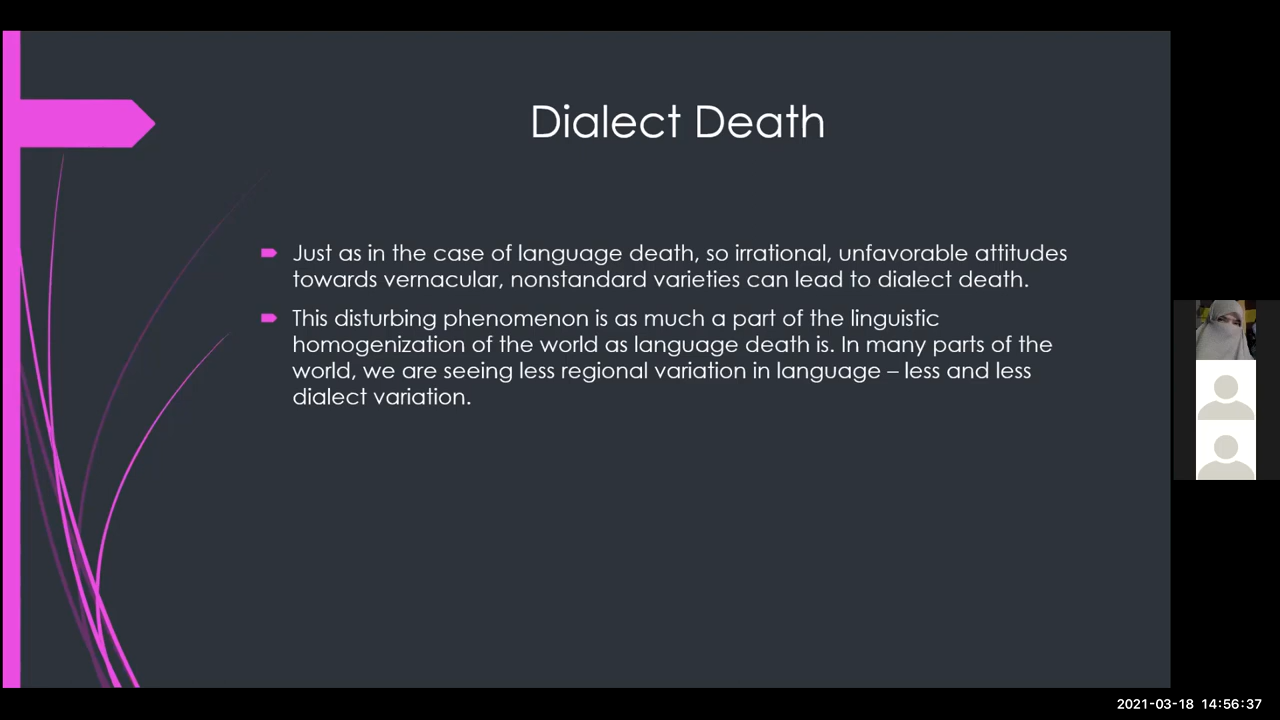 Dialect Death
Just as in the case of language death, so irrational, unfavorable attitudes
towards vernacular, nonstandard varieties can lead to dialect death.
This disturbing phenomenon is as much a part of the linguistic
homogenization of the world as language death is. In many parts of the
world, we are seeing less regional variation in language – less and less
dialect variation.
2021-03-18 14:56:37